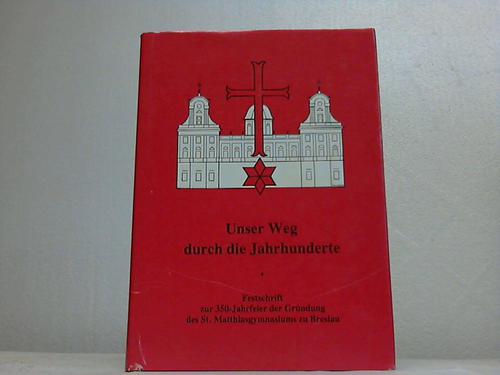 Unser Weg
durch die Jahrhunderte
Festschrift
zur 350-Jahrfeier der Gründung
des St. Matthiasgymnasiums zu Breslau